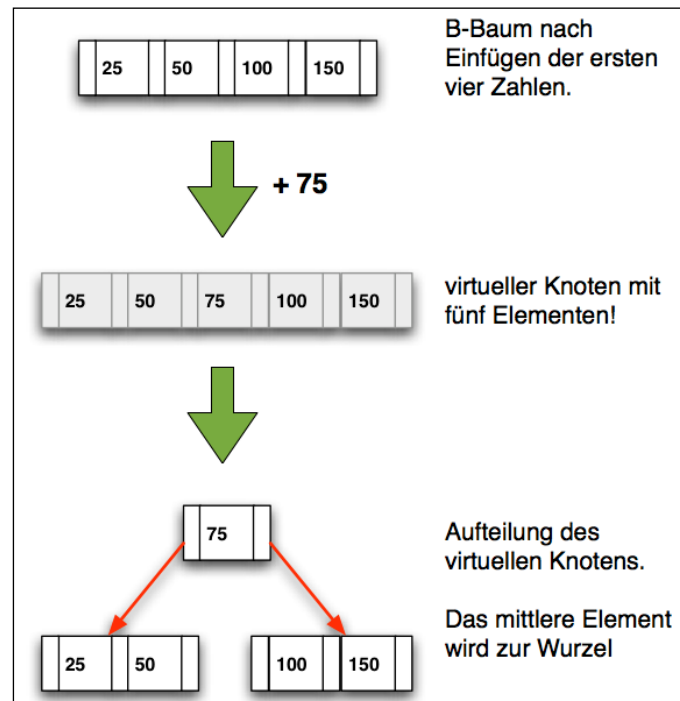 25 50 100 150
B-Baum nach
Einfügen der ersten
vier Zahlen.
+ 75
25 50 75 100 150
virtueller Knoten mit
fünf Elementen!
75
Aufteilung des
virtuellen Knotens.
Das mittlere Element
wird zur Wurzel
25 50
100 150